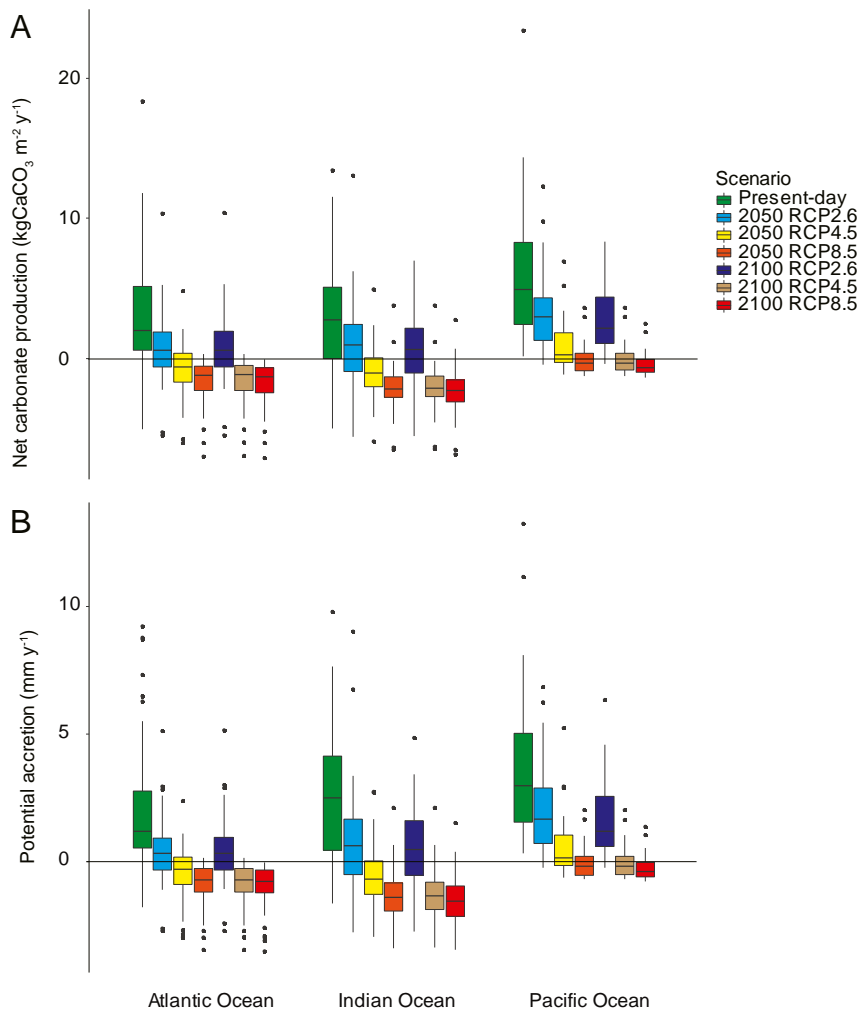 A
Net carbonate production (kgCaCO₃ m⁻² y⁻¹)
20
10
0
Scenario
Present-day
2050 RCP2.6
2050 RCP4.5
2050 RCP8.5
2100 RCP2.6
2100 RCP4.5
2100 RCP8.5
B
Potential accretion (mm y⁻¹)
10
5
0
Atlantic Ocean Indian Ocean Pacific Ocean